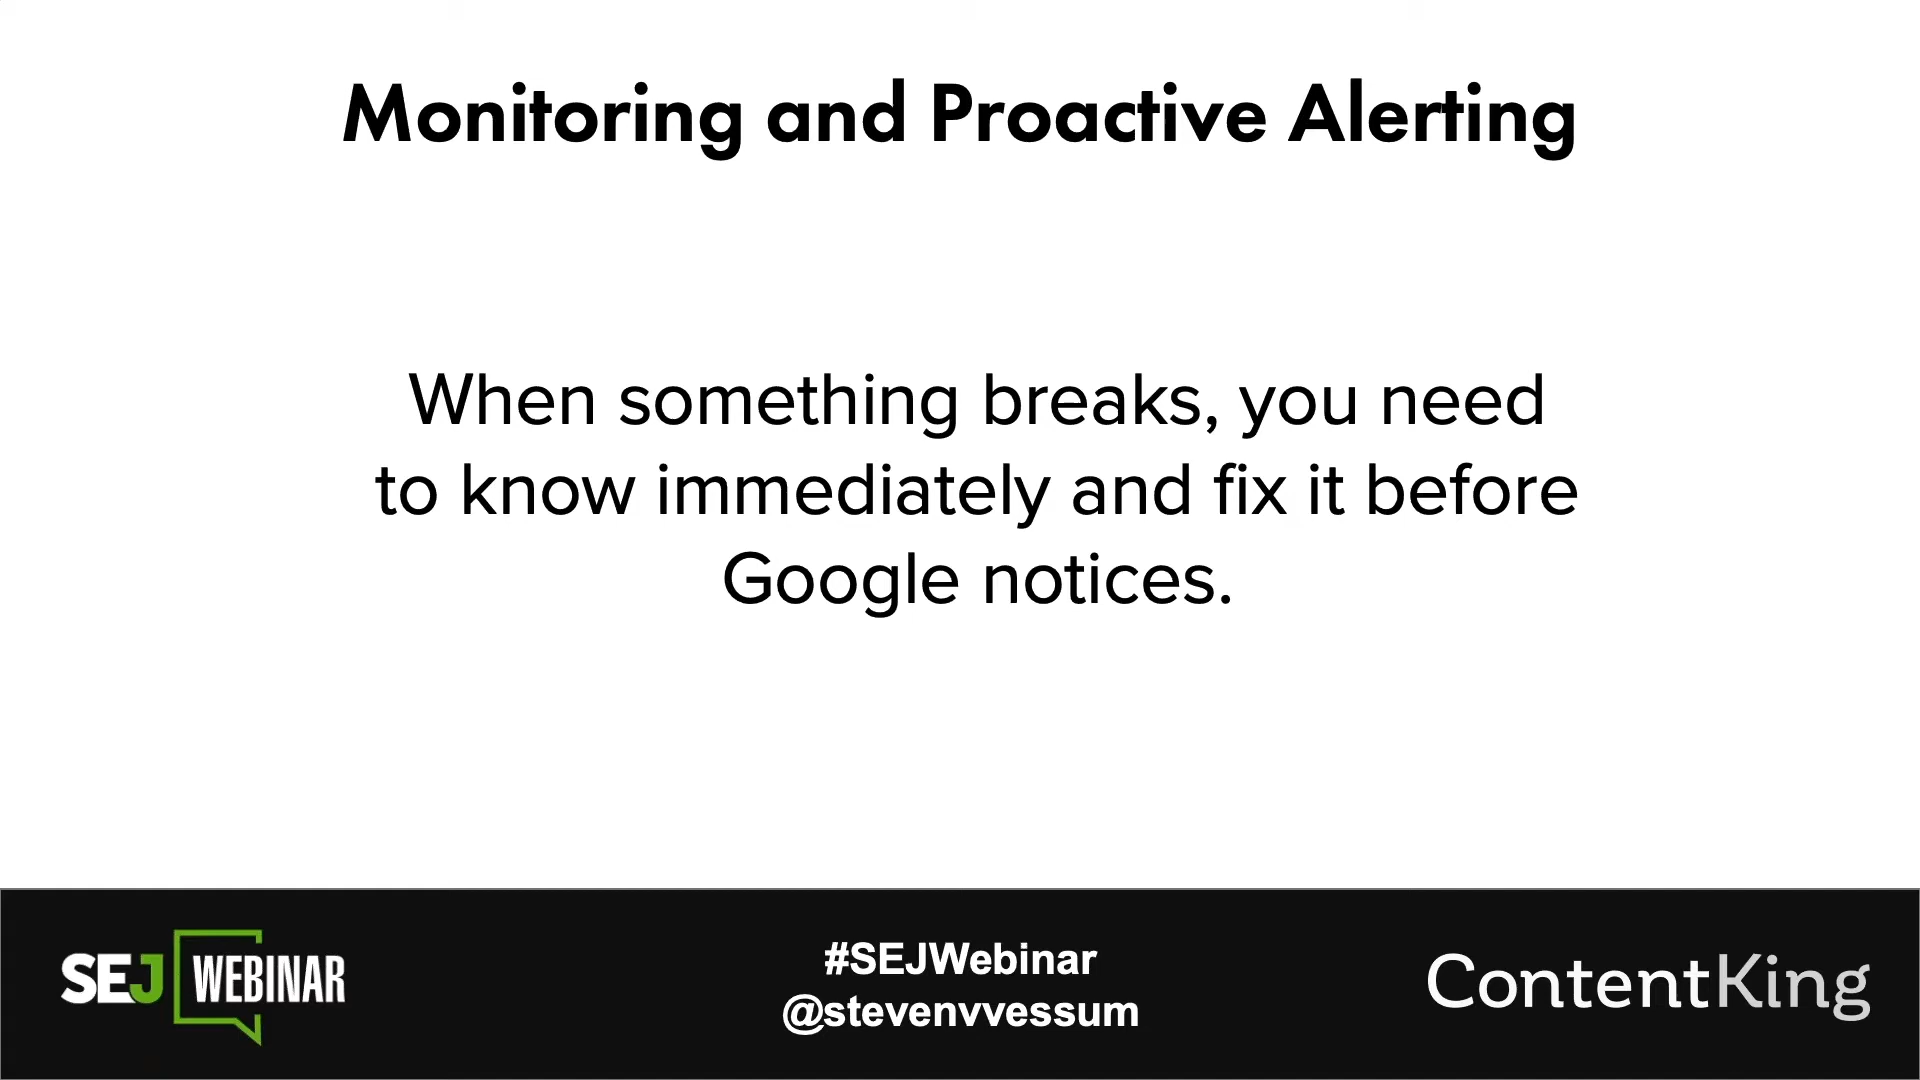 Monitoring and Proactive Alerting
When something breaks, you need
to know immediately and fix it before
Google notices.
SEJ WEBINAR
#SEJWebinar
@stevenvvessum
ContentKing